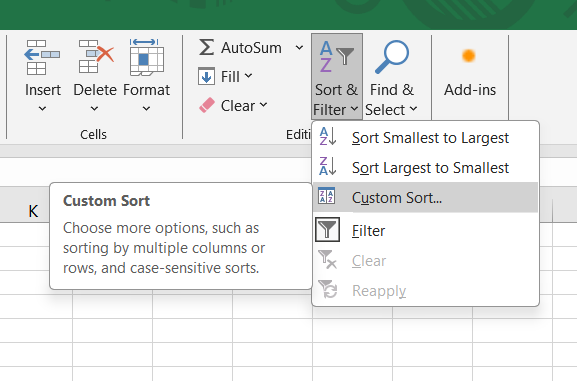 Insert
Delete
Format
Cells
AutoSum
Fill
Clear
Sort &
Filter
Find &
Select
Editi
Add-ins
Sort Smallest to Largest
Sort Largest to Smallest
Custom Sort...
Filter
Clear
Reapply
K
Custom Sort
Choose more options, such as
sorting by multiple columns or
rows, and case-sensitive sorts.